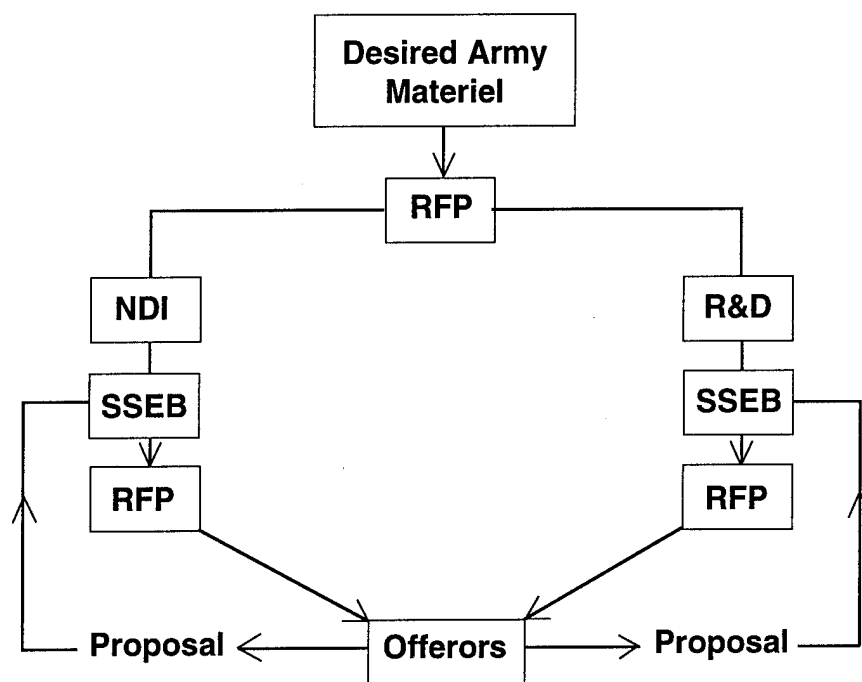 Desired Army
Materiel
RFP
NDI
R&D
SSEB
SSEB
RFP
RFP
Proposal
Offerors
Proposal